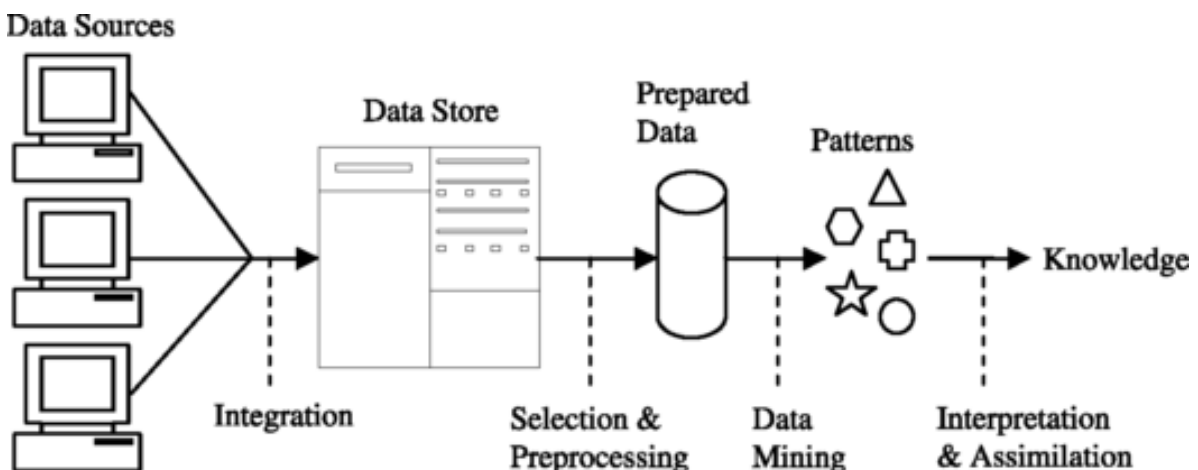 Data Sources
Data Store
Prepared
Data
Patterns
Knowledge
Integration
Selection &
Preprocessing
Data
Mining
Interpretation
& Assimilation